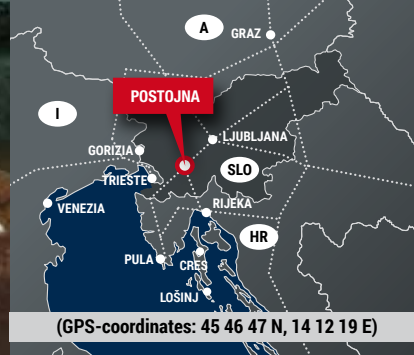 A
GRAZ
POSTOJNA
I
LJUBLJANA
GORIZIA
SLO
TRIESTE
VENEZIA
RIJEKA
HR
PULA
CRES
LOŠINJ
(GPS-coordinates: 45 46 47 N, 14 12 19 E)